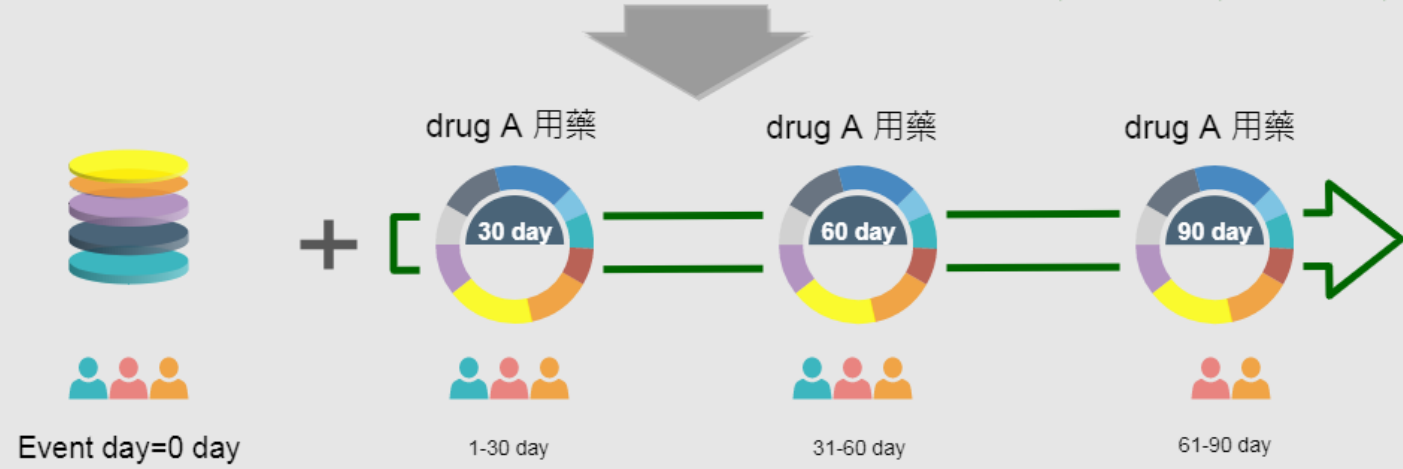 drug A 用藥
drug A 用藥
drug A 用藥
30 day
60 day
90 day
Event day=0 day
1-30 day
31-60 day
61-90 day